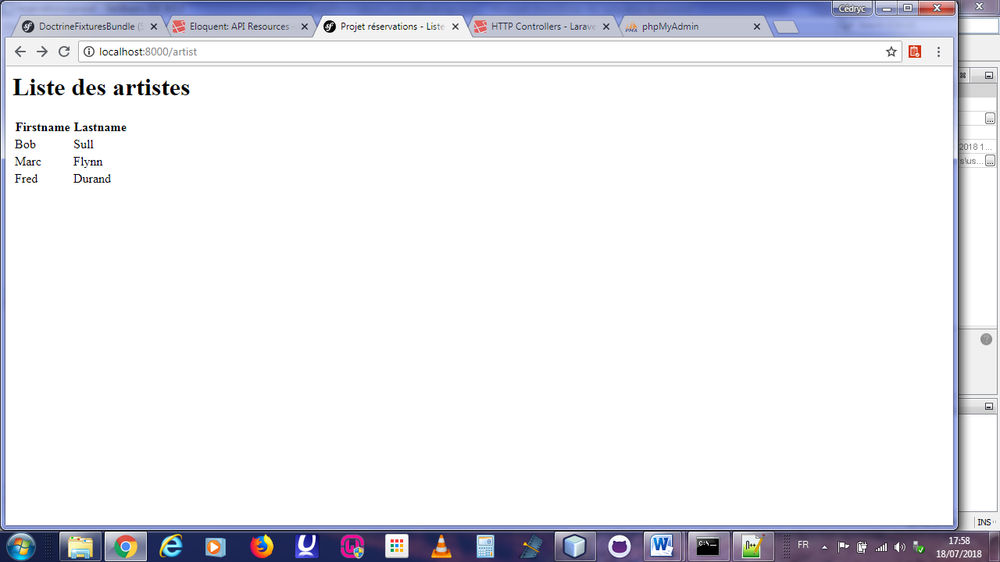 Cédryc
DoctrineFixturesBundle (S
Eloquent: API Resources
Projet réservations - Liste
HTTP Controllers - Larave
phpMyAdmin
localhost:8000/artist
Liste des artistes
Firstname Lastname
Bob Sull
Marc Flynn
Fred Durand
2018 1...
s\us...
...
...
INS
FR
17:58
18/07/2018